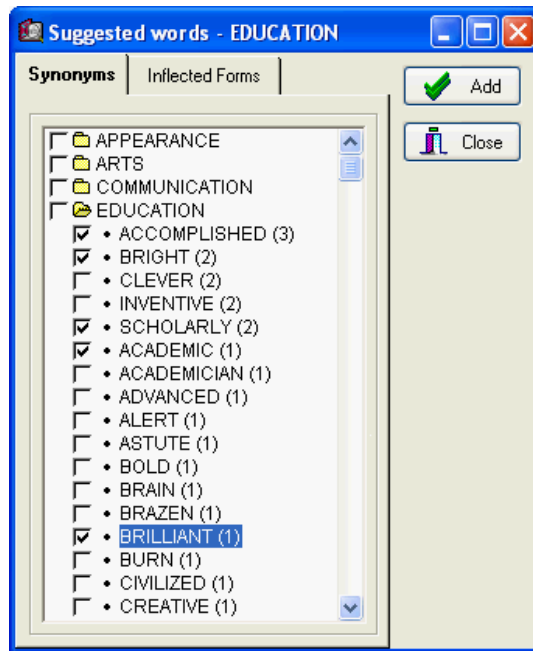 Suggested words - EDUCATION
Synonyms
Inflected Forms
Add
Close
APPEARANCE
ARTS
COMMUNICATION
EDUCATION
• ACCOMPLISHED (3)
• BRIGHT (2)
• CLEVER (2)
• INVENTIVE (2)
• SCHOLARLY (2)
• ACADEMIC (1)
• ACADEMICIAN (1)
• ADVANCED (1)
• ALERT (1)
• ASTUTE (1)
• BOLD (1)
• BRAIN (1)
• BRAZEN (1)
• BRILLIANT (1)
• BURN (1)
• CIVILIZED (1)
• CREATIVE (1)